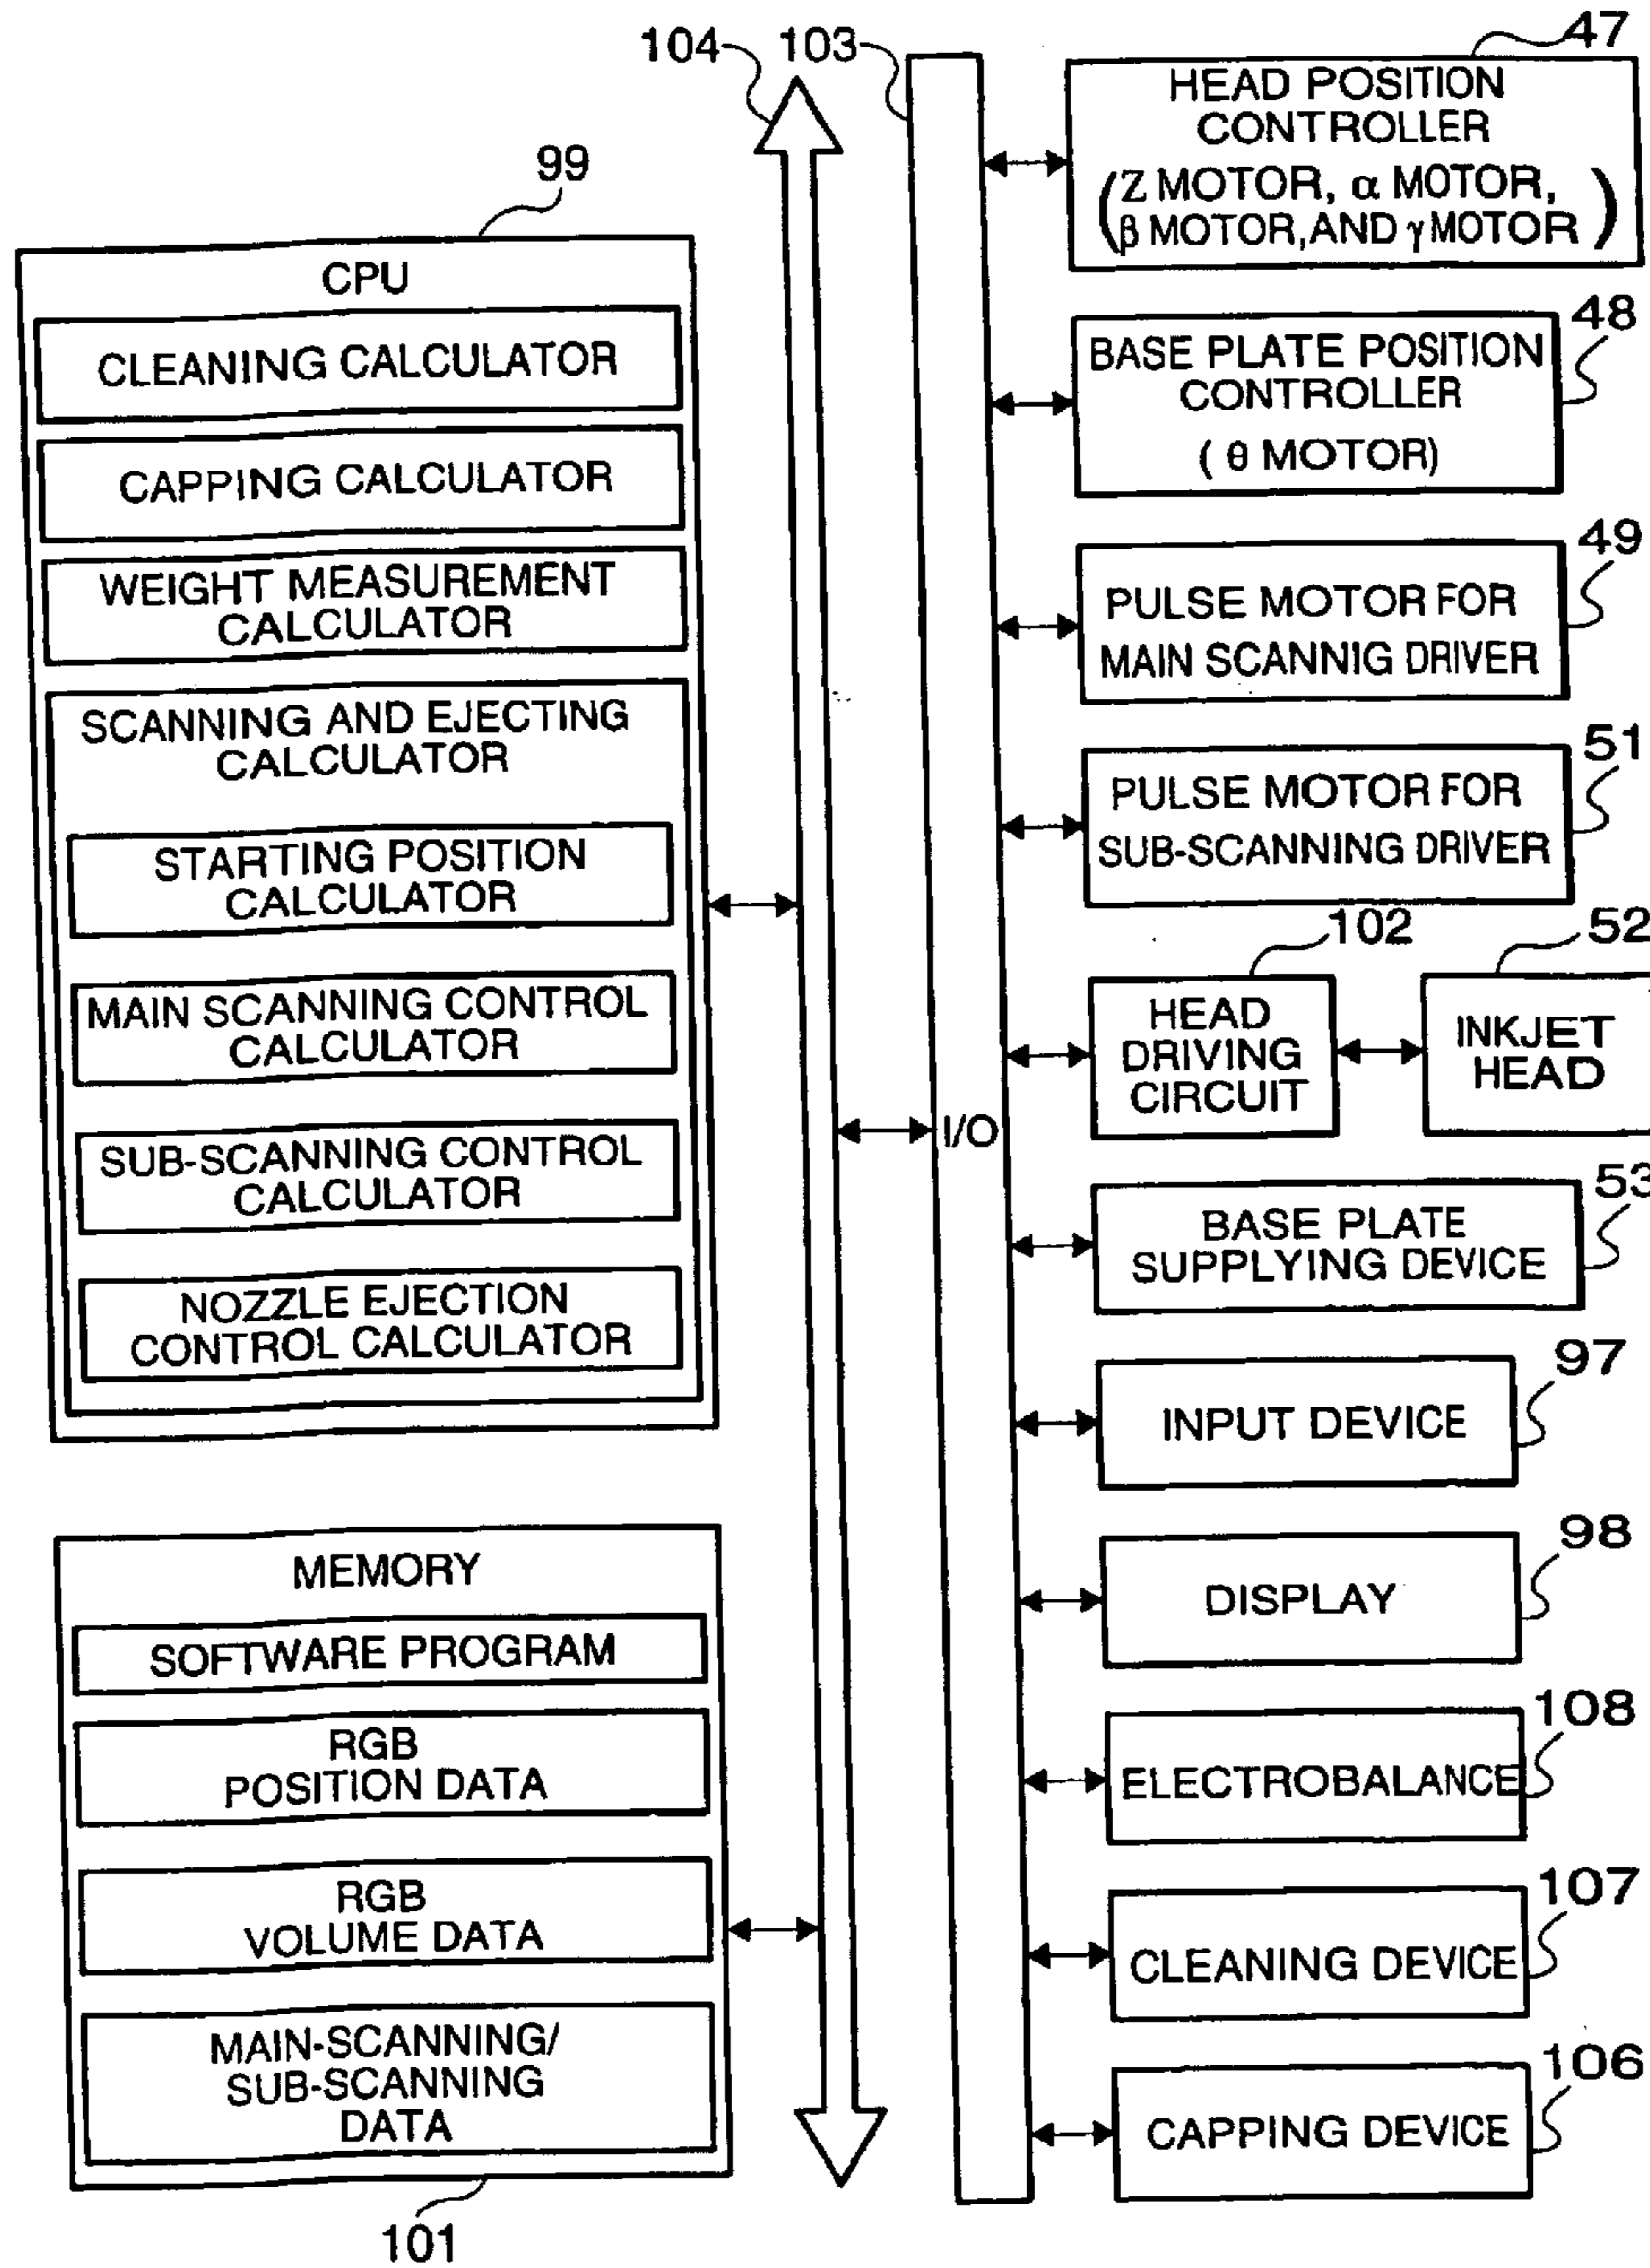 104
103
99
CPU
CLEANING CALCULATOR
CAPPING CALCULATOR
WEIGHT MEASUREMENT
CALCULATOR
SCANNING AND EJECTING
CALCULATOR
STARTING POSITION
CALCULATOR
MAIN SCANNING CONTROL
CALCULATOR
SUB-SCANNING CONTROL
CALCULATOR
NOZZLE EJECTION
CONTROL CALCULATOR
MEMORY
SOFTWARE PROGRAM
RGB
POSITION DATA
RGB
VOLUME DATA
MAIN-SCANNING/
SUB-SCANNING
DATA
101
I/O
47
HEAD POSITION
CONTROLLER
(Z MOTOR, α MOTOR,
β MOTOR, AND γ MOTOR)
48
BASE PLATE POSITION
CONTROLLER
( θ MOTOR)
49
PULSE MOTOR FOR
MAIN SCANNIG DRIVER
51
PULSE MOTOR FOR
SUB-SCANNING DRIVER
102
HEAD
DRIVING
CIRCUIT
52
INKJET
HEAD
53
BASE PLATE
SUPPLYING DEVICE
97
INPUT DEVICE
98
DISPLAY
108
ELECTROBALANCE
107
CLEANING DEVICE
106
CAPPING DEVICE